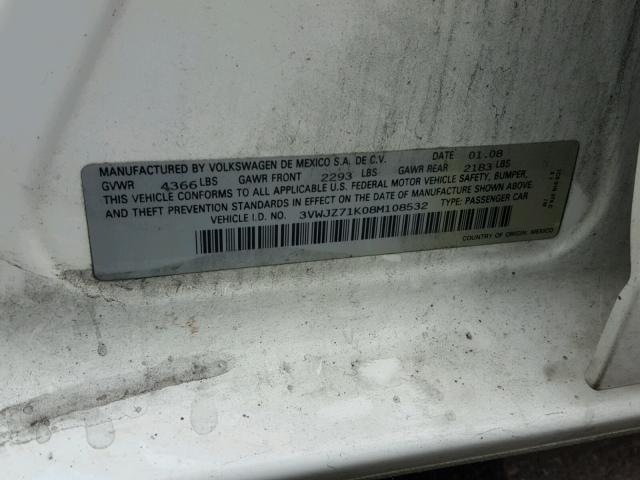 MANUFACTURED BY VOLKSWAGEN DE MEXICO S.A. DE C.V. DATE 01.08
GVWR 4366 LBS GAWR FRONT 2293 LBS GAWR REAR 2183 LBS
THIS VEHICLE CONFORMS TO ALL APPLICABLE U.S. FEDERAL MOTOR VEHICLE SAFETY, BUMPER,
AND THEFT PREVENTION STANDARDS IN EFFECT ON THE DATE OF MANUFACTURE SHOWN ABOVE.
VEHICLE I.D. NO. 3VWJZ71K08M108532 TYPE: PASSENGER CAR
COUNTRY OF ORIGIN: MEXICO